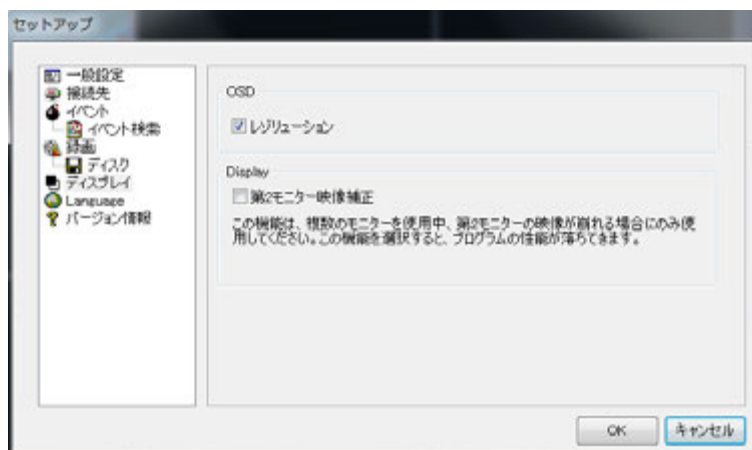 セットアップ
一般設定
接続先
イベント
イベント検索
録画
ディスク
ディスプレイ
Language
バージョン情報
OSD
レゾリューション
Display
第2モニター映像補正
この機能は、複数のモニターを使用中、第2モニターの映像が崩れる場合にのみ使
用してください。この機能を選択すると、プログラムの性能が落ちてきます。
OK
キャンセル